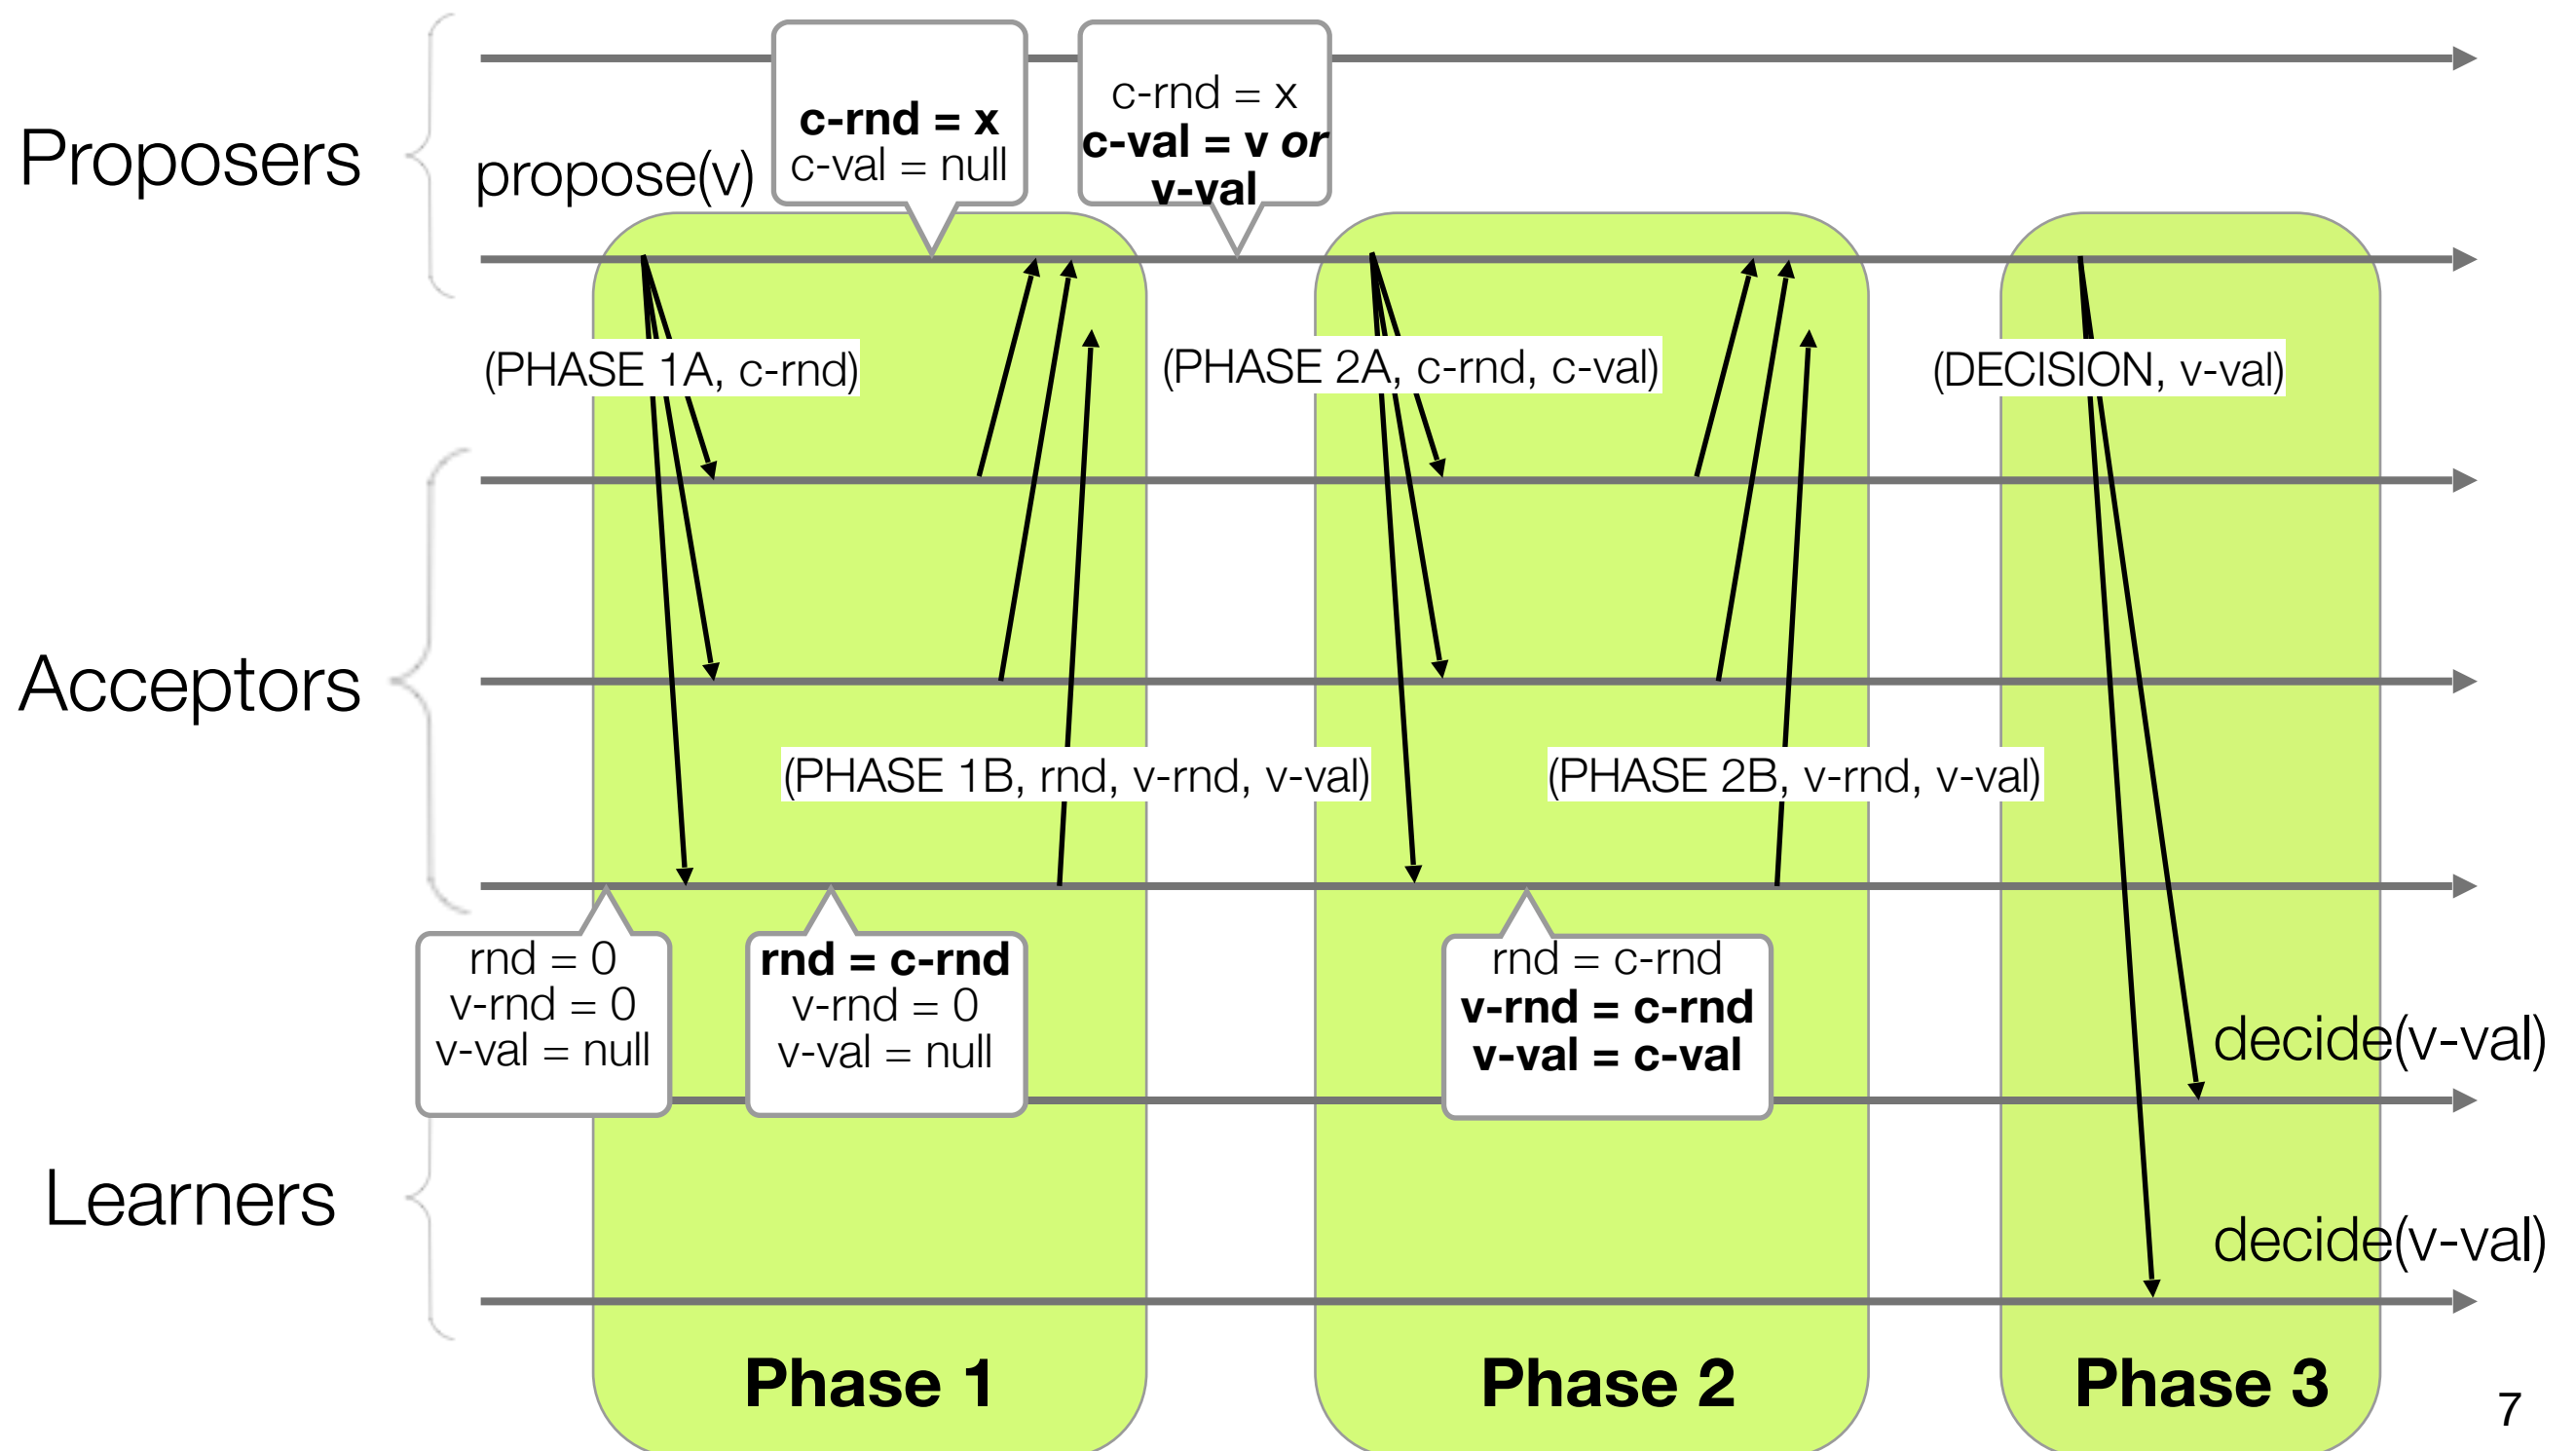 c-rnd = x
c-val = null
c-rnd = x
c-val = v or
v-val
Proposers
propose(v)
(PHASE 1A, c-rnd)
(PHASE 2A, c-rnd, c-val)
(DECISION, v-val)
Acceptors
(PHASE 1B, rnd, v-rnd, v-val)
(PHASE 2B, v-rnd, v-val)
rnd = 0
v-rnd = 0
v-val = null
rnd = c-rnd
v-rnd = 0
v-val = null
rnd = c-rnd
v-rnd = c-rnd
v-val = c-val
decide(v-val)
Learners
decide(v-val)
Phase 1
Phase 2
Phase 3
7